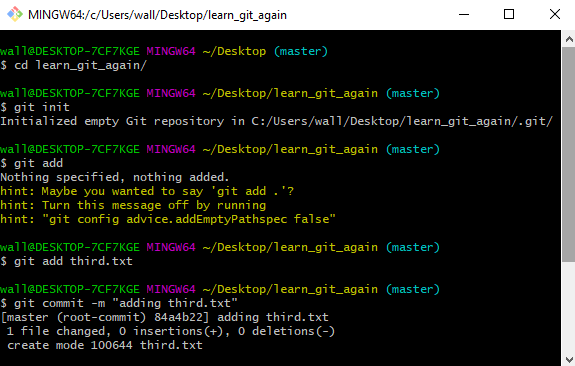 MINGW64:/c/Users/wall/Desktop/learn_git_again
wall@DESKTOP-7CF7KGE MINGW64 ~/Desktop (master)
$ cd learn_git_again/
wall@DESKTOP-7CF7KGE MINGW64 ~/Desktop/learn_git_again (master)
$ git init
Initialized empty Git repository in C:/Users/wall/Desktop/learn_git_again/.git/
wall@DESKTOP-7CF7KGE MINGW64 ~/Desktop/learn_git_again (master)
$ git add
Nothing specified, nothing added.
hint: Maybe you wanted to say 'git add .'?
hint: Turn this message off by running
hint: "git config advice.addEmptyPathspec false"
wall@DESKTOP-7CF7KGE MINGW64 ~/Desktop/learn_git_again (master)
$ git add third.txt
wall@DESKTOP-7CF7KGE MINGW64 ~/Desktop/learn_git_again (master)
$ git commit -m "adding third.txt"
[master (root-commit) 84a4b22] adding third.txt
 1 file changed, 0 insertions(+), 0 deletions(-)
 create mode 100644 third.txt